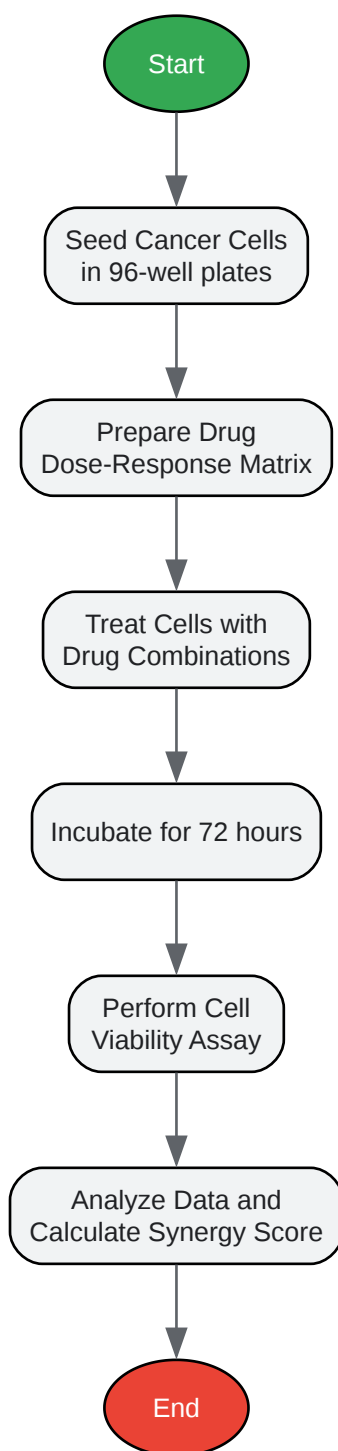 Start
Seed Cancer Cells
in 96-well plates
Prepare Drug
Dose-Response Matrix
Treat Cells with
Drug Combinations
Incubate for 72 hours
Perform Cell
Viability Assay
Analyze Data and
Calculate Synergy Score
End